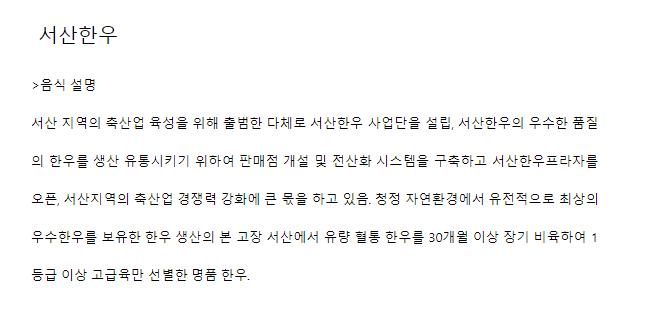 서산한우
>음식 설명
서산 지역의 축산업 육성을 위해 출범한 다체로 서산한우 사업단을 설립, 서산한우의 우수한 품질
의 한우를 생산 유통시키기 위하여 판매점 개설 및 전산화 시스템을 구축하고 서산한우프라자를
오픈, 서산지역의 축산업 경쟁력 강화에 큰 몫을 하고 있음. 청정 자연환경에서 유전적으로 최상의
우수한우를 보유한 한우 생산의 본 고장 서산에서 유량 혈통 한우를 30개월 이상 장기 비육하여 1
등급 이상 고급육만 선별한 명품 한우.